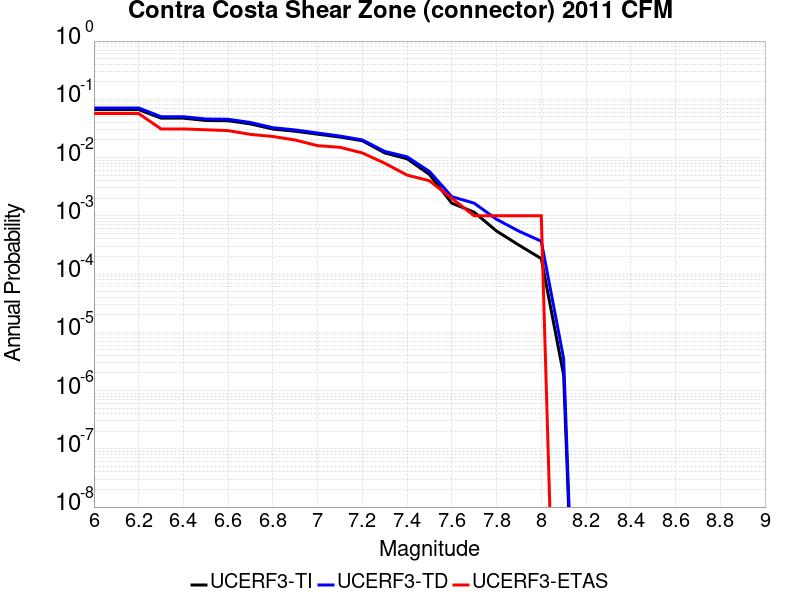 Contra Costa Shear Zone (connector) 2011 CFM
10^0
10^-1
10^-2
10^-3
10^-4
10^-5
10^-6
10^-7
10^-8
Annual Probability
6 6.2 6.4 6.6 6.8 7 7.2 7.4 7.6 7.8 8 8.2 8.4 8.6 8.8 9
Magnitude
UCERF3-TI UCERF3-TD UCERF3-ETAS